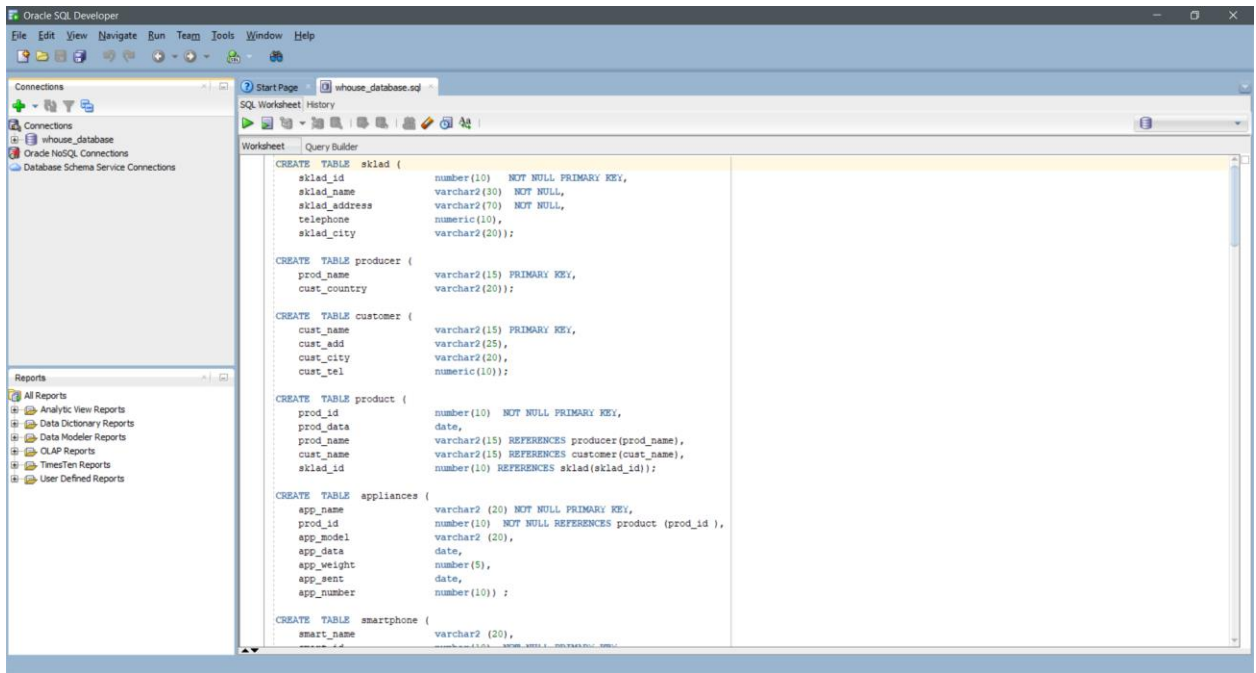 Oracle SQL Developer
File Edit View Navigate Run Team Tools Window Help
Connections
Connections
whouse_database
Oracle NoSQL Connections
Database Schema Service Connections
Reports
All Reports
Analytic View Reports
Data Dictionary Reports
Data Modeler Reports
OLAP Reports
TimesTen Reports
User Defined Reports
Start Page whouse_database.sql
SQL Worksheet History
Worksheet Query Builder
CREATE TABLE sklad (
sklad_id number(10) NOT NULL PRIMARY KEY,
sklad_name varchar2(30) NOT NULL,
sklad_address varchar2(70) NOT NULL,
telephone numeric(10),
sklad_city varchar2(20));
CREATE TABLE producer (
prod_name varchar2(15) PRIMARY KEY,
cust_country varchar2(20));
CREATE TABLE customer (
cust_name varchar2(15) PRIMARY KEY,
cust_add varchar2(25),
cust_city varchar2(20),
cust_tel numeric(10));
CREATE TABLE product (
prod_id number(10) NOT NULL PRIMARY KEY,
prod_data date,
prod_name varchar2(15) REFERENCES producer(prod_name),
cust_name varchar2(15) REFERENCES customer(cust_name),
sklad_id number(10) REFERENCES sklad(sklad_id));
CREATE TABLE appliances (
app_name varchar2 (20) NOT NULL PRIMARY KEY,
prod_id number(10) NOT NULL REFERENCES product (prod_id ),
app_model varchar2 (20),
app_data date,
app_weight number(5),
app_sent date,
app_number number(10)) ;
CREATE TABLE smartphone (
smart_name varchar2 (20),